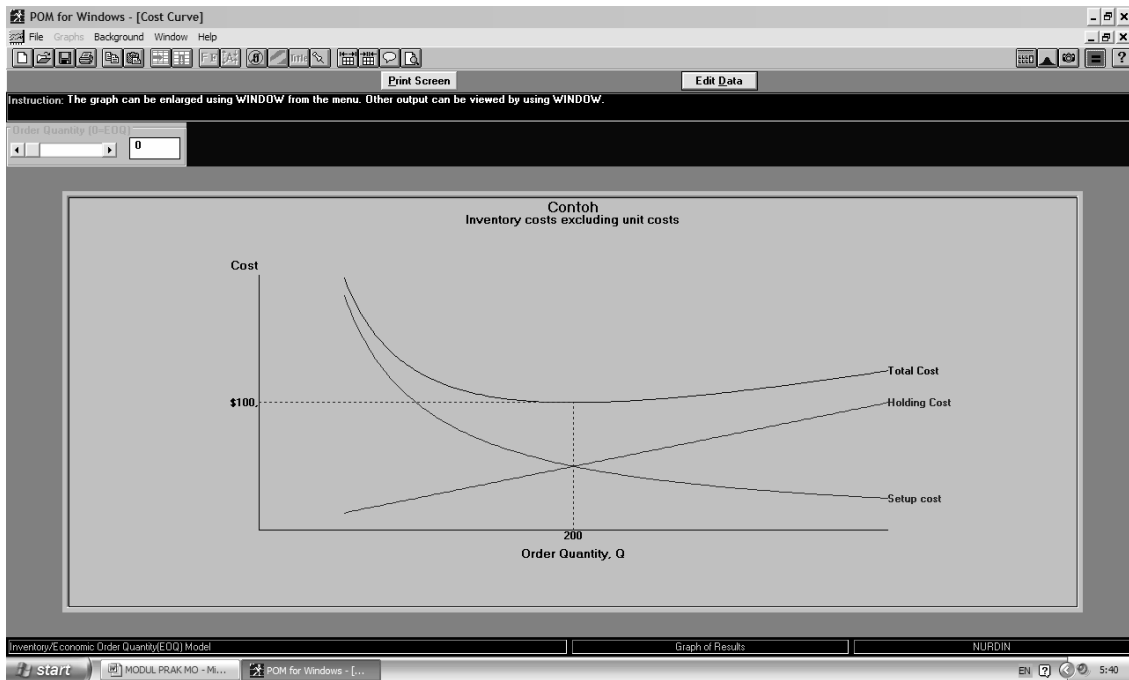 POM for Windows - [Cost Curve]
File Graphs Background Window Help
Title
Print Screen Edit Data
Instruction: The graph can be enlarged using WINDOW from the menu. Other output can be viewed by using WINDOW.
Order Quantity (0=EOQ)
0
Contoh
Inventory costs excluding unit costs
Cost
Total Cost
$100,
Holding Cost
Setup cost
200
Order Quantity, Q
Inventory/Economic Order Quantity(EOQ) Model Graph of Results NURDIN
start MODUL PRAK MO - Mi... POM for Windows - [... EN 5:40